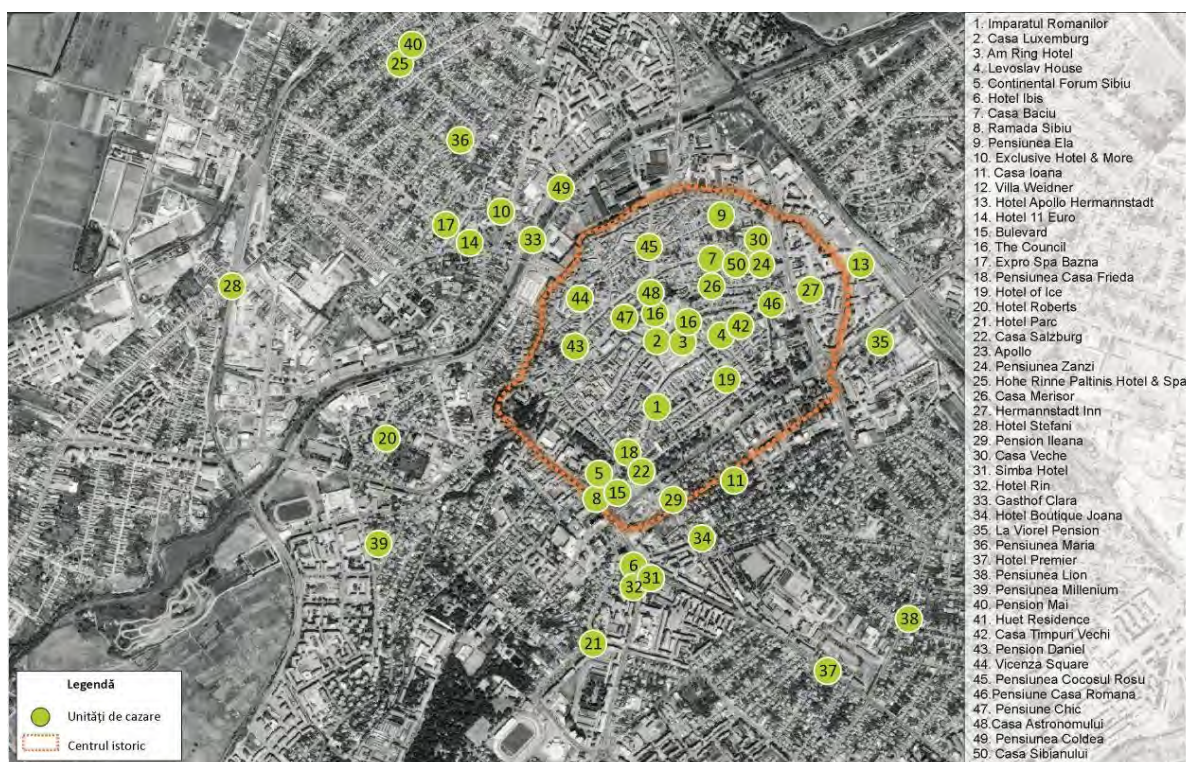 40
25
36
49
10
17
14
33
28
9
45
30
7
50
24
13
26
27
44
48
46
47
16
16
42
4
2
3
43
35
19
1
20
18
5
22
11
8
15
29
39
34
6
31
32
38
21
37
Legendă
Unități de cazare
Centrul istoric
1. Imparatul Romanilor
2. Casa Luxemburg
3. Am Ring Hotel
4. Levoslav House
5. Continental Forum Sibiu
6. Hotel Ibis
7. Casa Baciu
8. Ramada Sibiu
9. Pensiunea Ela
10. Exclusive Hotel & More
11. Casa Ioana
12. Villa Weidner
13. Hotel Apollo Hermannstadt
14. Hotel 11 Euro
15. Bulevard
16. The Council
17. Expro Spa Bazna
18. Pensiunea Casa Frieda
19. Hotel of Ice
20. Hotel Roberts
21. Hotel Parc
22. Casa Salzburg
23. Apollo
24. Pensiunea Zanzi
25. Hohe Rinne Paltinis Hotel & Spa
26. Casa Merisor
27. Hermannstadt Inn
28. Hotel Stefani
29. Pension Ileana
30. Casa Veche
31. Simba Hotel
32. Hotel Rin
33. Gasthof Clara
34. Hotel Boutique Joana
35. La Viorel Pension
36. Pensiunea Maria
37. Hotel Premier
38. Pensiunea Lion
39. Pensiunea Millenium
40. Pension Mai
41. Huet Residence
42. Casa Timpuri Vechi
43. Pension Daniel
44. Vicenza Square
45. Pensiunea Cocosul Rosu
46.Pensiune Casa Romana
47. Pensiune Chic
48.Casa Astronomului
49. Pensiunea Coldea
50. Casa Sibianului